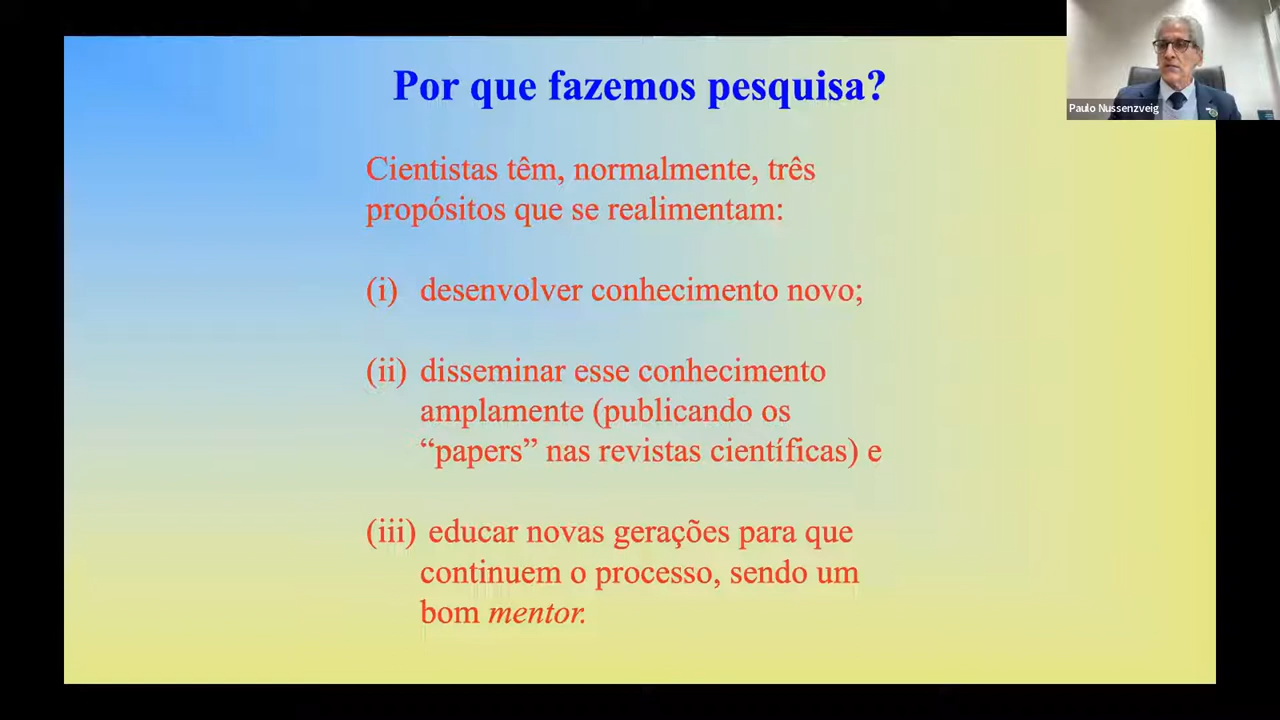 Por que fazemos pesquisa?
Paulo Nussenzveig
Cientistas têm, normalmente, três
propósitos que se realimentam:
(i) desenvolver conhecimento novo;
(ii) disseminar esse conhecimento
amplamente (publicando os
“papers” nas revistas científicas) e
(iii) educar novas gerações para que
continuem o processo, sendo um
bom mentor.